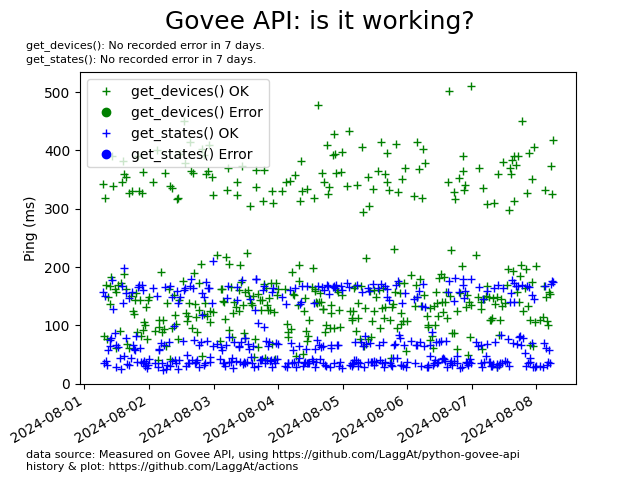 Govee API: is it working?
get_devices(): No recorded error in 7 days.
get_states(): No recorded error in 7 days.
get_devices() OK
get_devices() Error
get_states() OK
get_states() Error
Ping (ms)
500
400
300
200
100
0
2024-08-01
2024-08-02
2024-08-03
2024-08-04
2024-08-05
2024-08-06
2024-08-07
2024-08-08
data source: Measured on Govee API, using https://github.com/LaggAt/python-govee-api
history & plot: https://github.com/LaggAt/actions